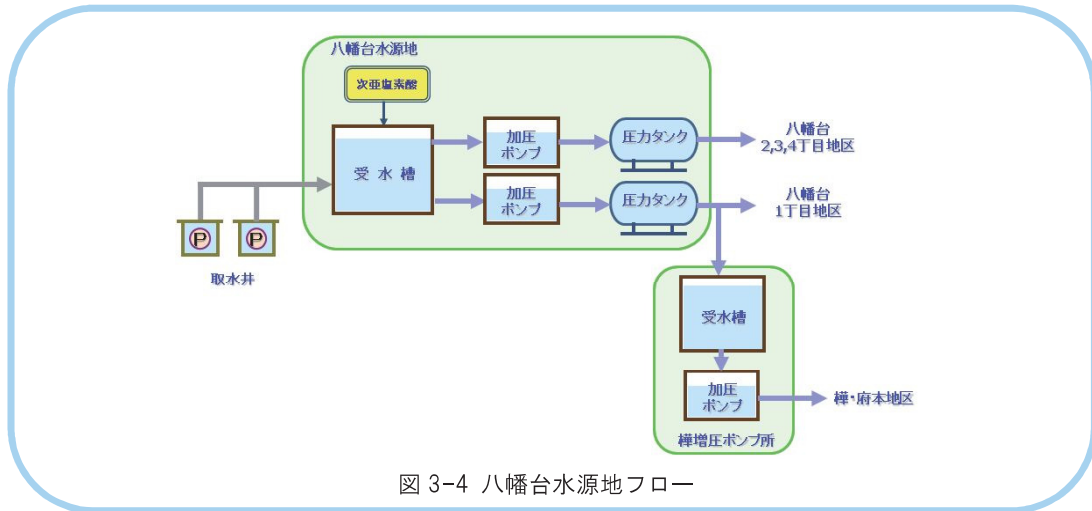 八幡台水源地
次亜塩素酸
受 水 槽
加圧
ポンプ
圧力タンク
八幡台
2,3,4丁目地区
加圧
ポンプ
圧力タンク
八幡台
1丁目地区
P
P
取水井
受水槽
加圧
ポンプ
樺・府本地区
樺増圧ポンプ所
図 3-4 八幡台水源地フロー